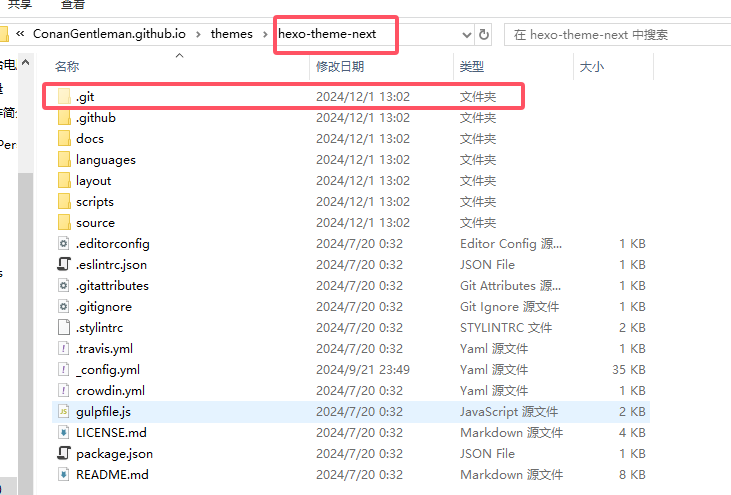 共享 查看
« ConanGentleman.github.io › themes › hexo-theme-next 在 hexo-theme-next 中搜索
名称 修改日期 类型 大小
.git 2024/12/1 13:02 文件夹
.github 2024/12/1 13:02 文件夹
docs 2024/12/1 13:02 文件夹
languages 2024/12/1 13:02 文件夹
layout 2024/12/1 13:02 文件夹
scripts 2024/12/1 13:02 文件夹
source 2024/12/1 13:02 文件夹
.editorconfig 2024/7/20 0:32 Editor Config 源... 1 KB
.eslintrc.json 2024/7/20 0:32 JSON File 1 KB
.gitattributes 2024/7/20 0:32 Git Attributes 源... 1 KB
.gitignore 2024/7/20 0:32 Git Ignore 源文件 1 KB
.stylintrc 2024/7/20 0:32 STYLINTRC 文件 2 KB
.travis.yml 2024/7/20 0:32 Yaml 源文件 1 KB
_config.yml 2024/9/21 23:49 Yaml 源文件 35 KB
crowdin.yml 2024/7/20 0:32 Yaml 源文件 1 KB
gulpfile.js 2024/7/20 0:32 JavaScript 源文件 2 KB
LICENSE.md 2024/7/20 0:32 Markdown 源文件 4 KB
package.json 2024/7/20 0:32 JSON File 1 KB
README.md 2024/7/20 0:32 Markdown 源文件 8 KB